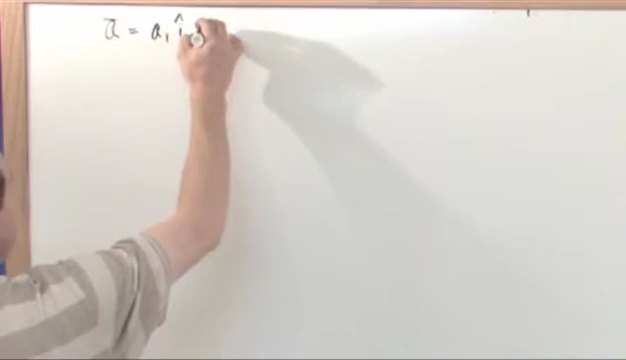 ā = a₁ î